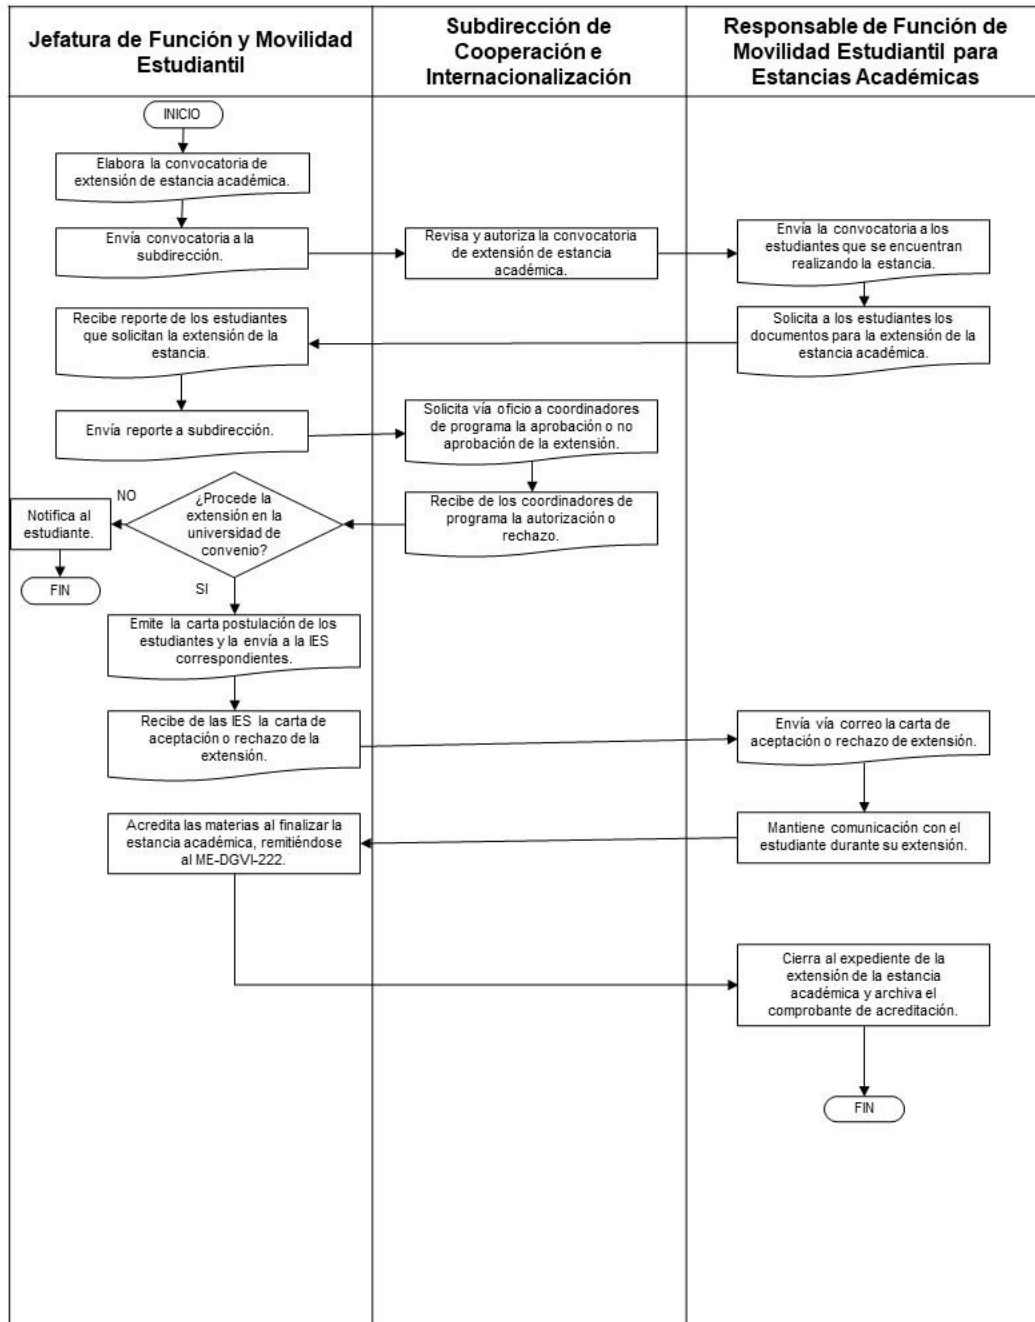 Jefatura de Función y Movilidad
Estudiantil
Subdirección de
Cooperación e
Internacionalización
Responsable de Función de
Movilidad Estudiantil para
Estancias Académicas
INICIO
Elabora la convocatoria de
extensión de estancia académica.
Envía convocatoria a la
subdirección.
Revisa y autoriza la convocatoria
de extensión de estancia
académica.
Envía la convocatoria a los
estudiantes que se encuentran
realizando la estancia.
Solicita a los estudiantes los
documentos para la extensión de la
estancia académica.
Recibe reporte de los estudiantes
que solicitan la extensión de la
estancia.
Envía reporte a subdirección.
Solicita vía oficio a coordinadores
de programa la aprobación o no
aprobación de la extensión.
Recibe de los coordinadores de
programa la autorización o
rechazo.
¿Procede la
extensión en la
universidad de
convenio?
NO
Notifica al
estudiante.
FIN
SI
Emite la carta postulación de los
estudiantes y la envía a la IES
correspondientes.
Recibe de las IES la carta de
aceptación o rechazo de la
extensión.
Envía vía correo la carta de
aceptación o rechazo de extensión.
Mantiene comunicación con el
estudiante durante su extensión.
Acredita las materias al finalizar la
estancia académica, remitiéndose
al ME-DGVI-222.
Cierra al expediente de la
extensión de la estancia
académica y archiva el
comprobante de acreditación.
FIN